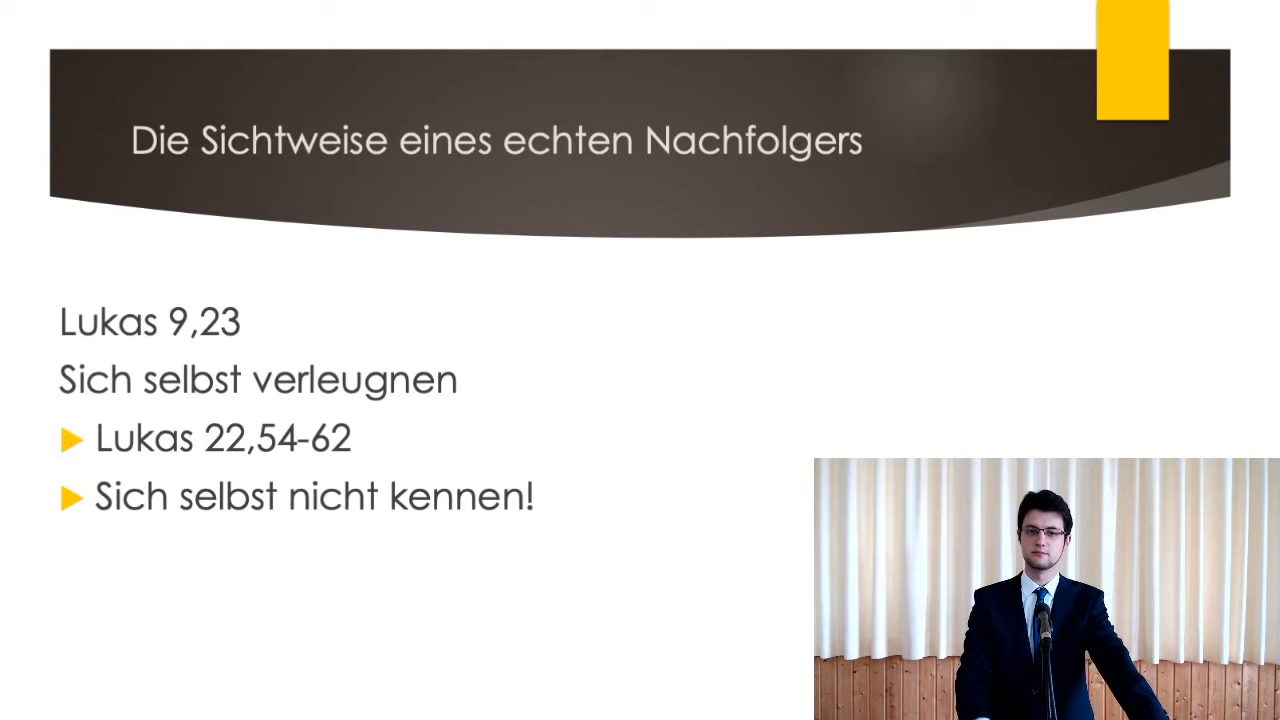 Die Sichtweise eines echten Nachfolgers
Lukas 9,23
Sich selbst verleugnen
Lukas 22,54-62
Sich selbst nicht kennen!